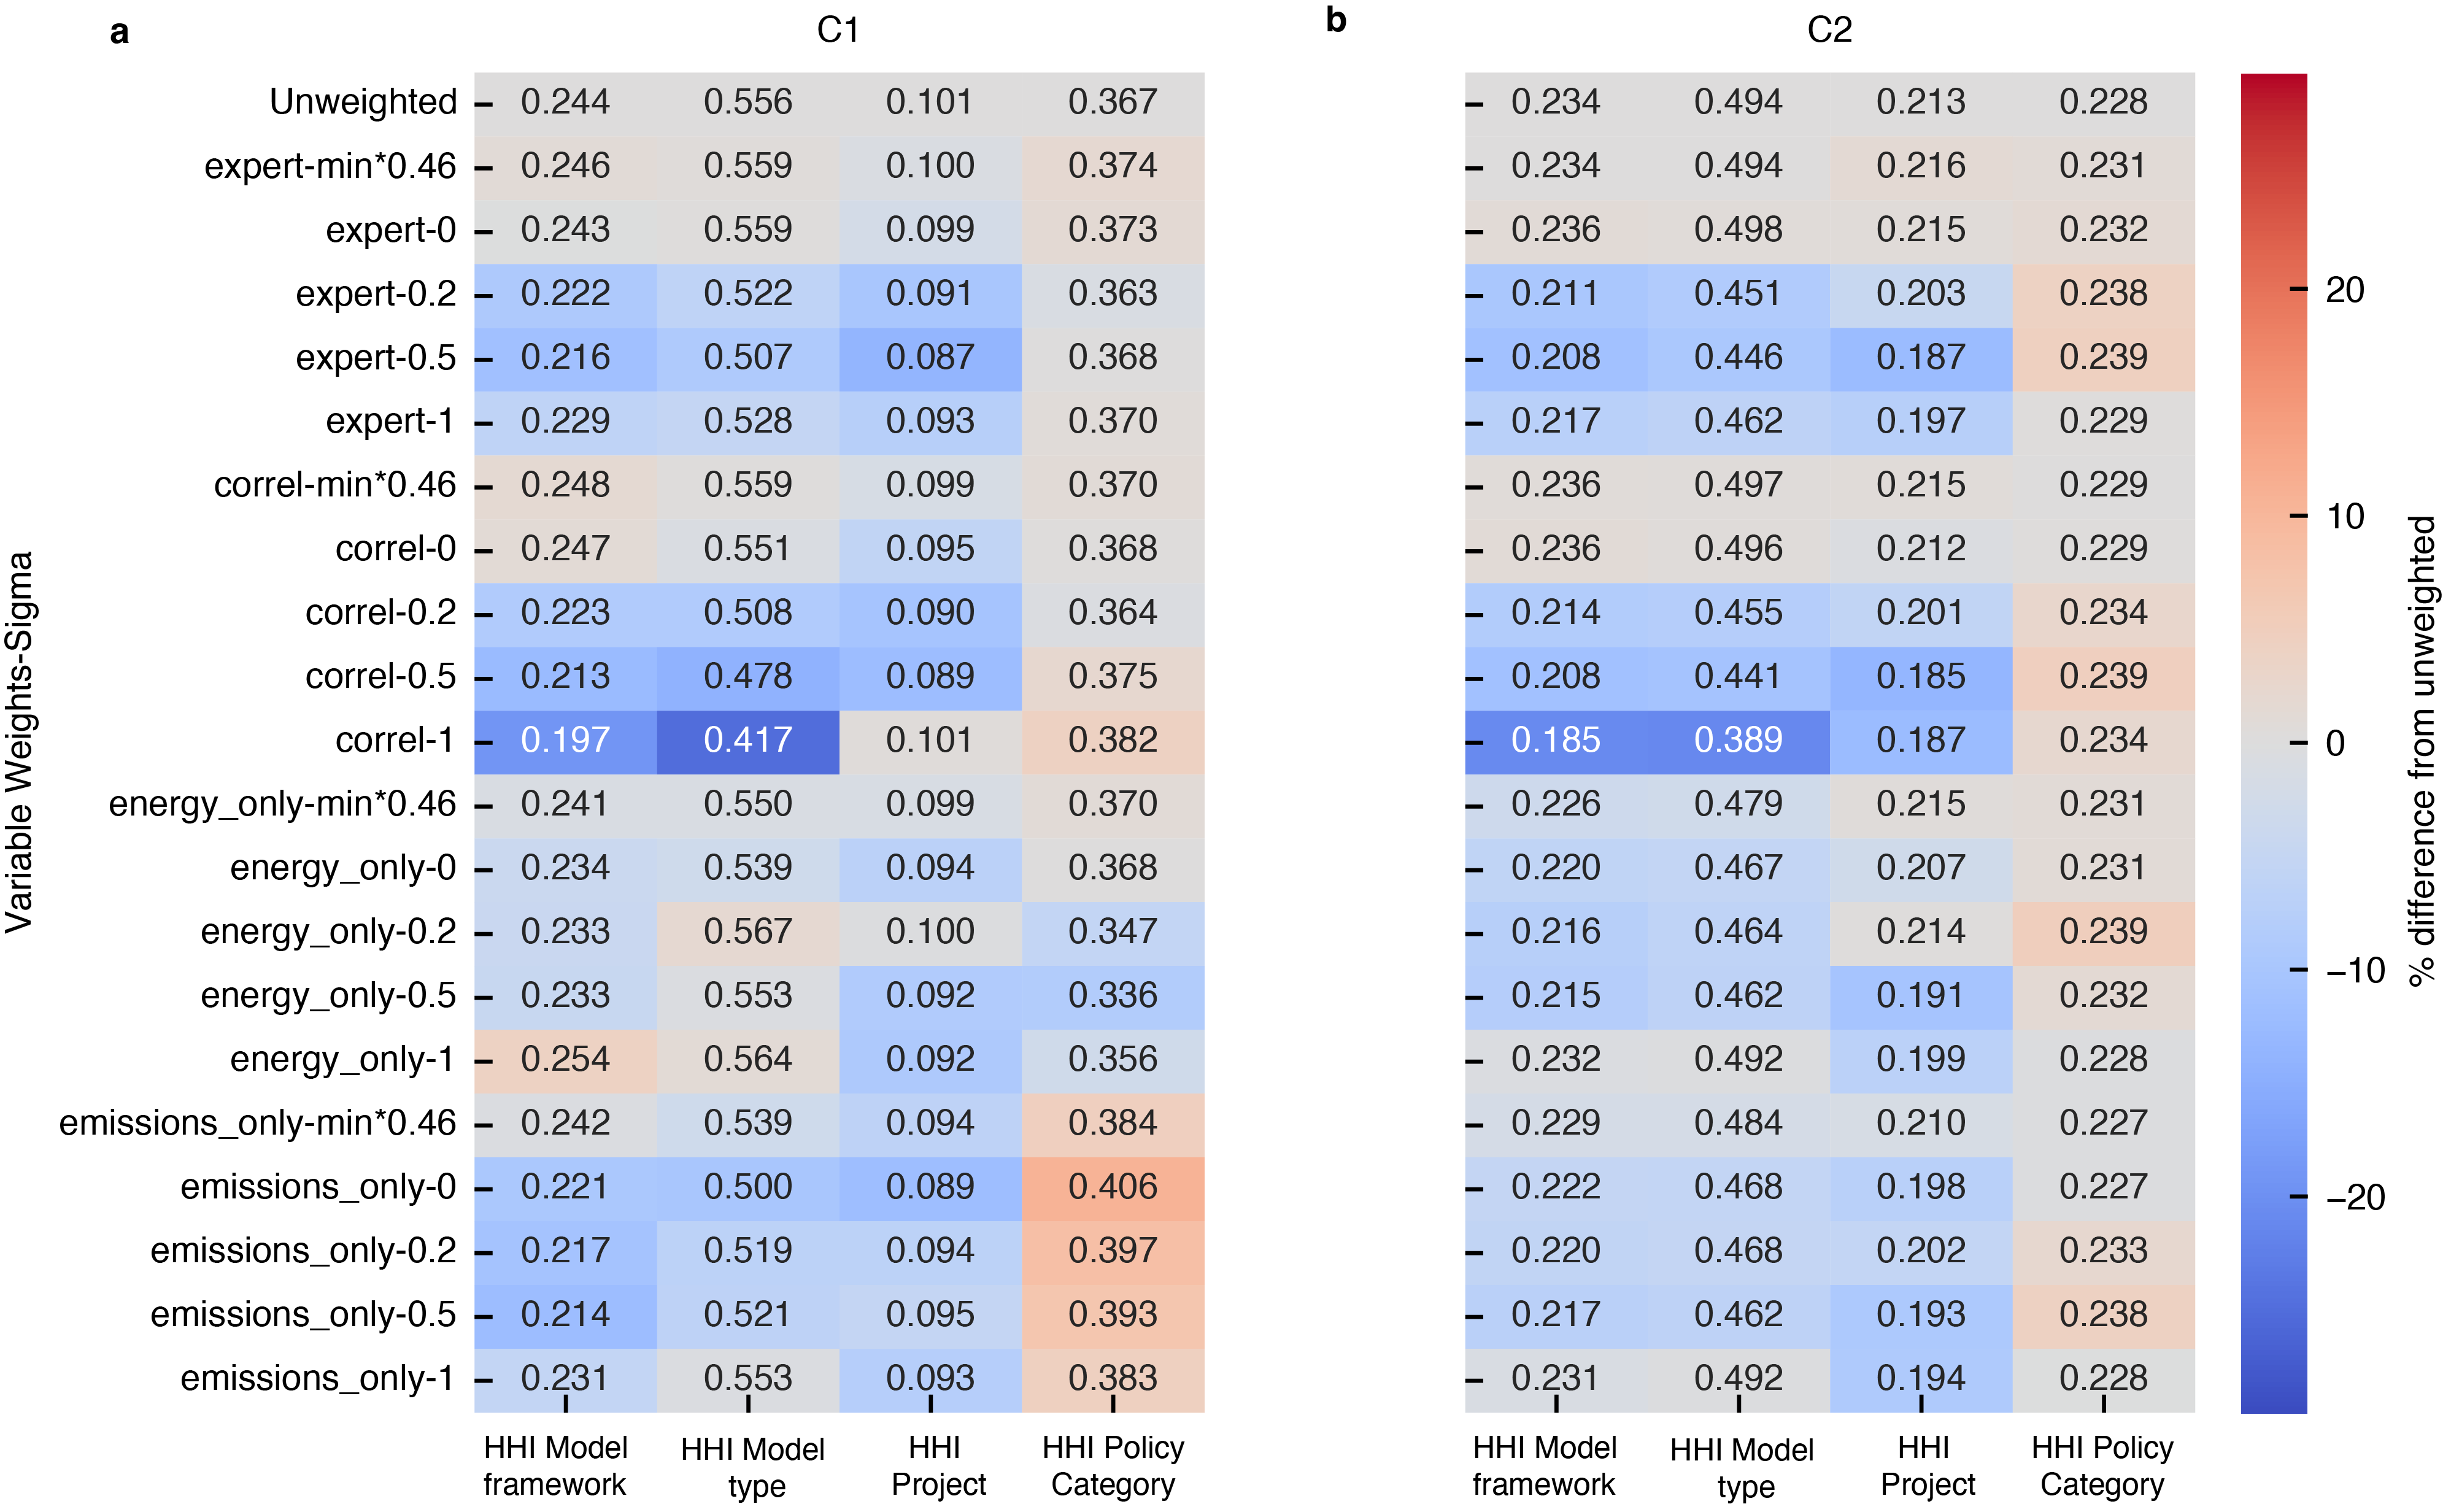 a
C1
b
C2
Unweighted 0.244 0.556 0.101 0.367 0.234 0.494 0.213 0.228
expert-min*0.46 0.246 0.559 0.100 0.374 0.234 0.494 0.216 0.231
expert-0 0.243 0.559 0.099 0.373 0.236 0.498 0.215 0.232
expert-0.2 0.222 0.522 0.091 0.363 0.211 0.451 0.203 0.238
expert-0.5 0.216 0.507 0.087 0.368 0.208 0.446 0.187 0.239
expert-1 0.229 0.528 0.093 0.370 0.217 0.462 0.197 0.229
correl-min*0.46 0.248 0.559 0.099 0.370 0.236 0.497 0.215 0.229
correl-0 0.247 0.551 0.095 0.368 0.236 0.496 0.212 0.229
correl-0.2 0.223 0.508 0.090 0.364 0.214 0.455 0.201 0.234
correl-0.5 0.213 0.478 0.089 0.375 0.208 0.441 0.185 0.239
correl-1 0.197 0.417 0.101 0.382 0.185 0.389 0.187 0.234
energy_only-min*0.46 0.241 0.550 0.099 0.370 0.226 0.479 0.215 0.231
energy_only-0 0.234 0.539 0.094 0.368 0.220 0.467 0.207 0.231
energy_only-0.2 0.233 0.567 0.100 0.347 0.216 0.464 0.214 0.239
energy_only-0.5 0.233 0.553 0.092 0.336 0.215 0.462 0.191 0.232
energy_only-1 0.254 0.564 0.092 0.356 0.232 0.492 0.199 0.228
emissions_only-min*0.46 0.242 0.539 0.094 0.384 0.229 0.484 0.210 0.227
emissions_only-0 0.221 0.500 0.089 0.406 0.222 0.468 0.198 0.227
emissions_only-0.2 0.217 0.519 0.094 0.397 0.220 0.468 0.202 0.233
emissions_only-0.5 0.214 0.521 0.095 0.393 0.217 0.462 0.193 0.238
emissions_only-1 0.231 0.553 0.093 0.383 0.231 0.492 0.194 0.228
Variable Weights-Sigma
HHI Model
framework
HHI Model
type
HHI
Project
HHI Policy
Category
HHI Model
framework
HHI Model
type
HHI
Project
HHI Policy
Category
20
10
0
−10
−20
% difference from unweighted